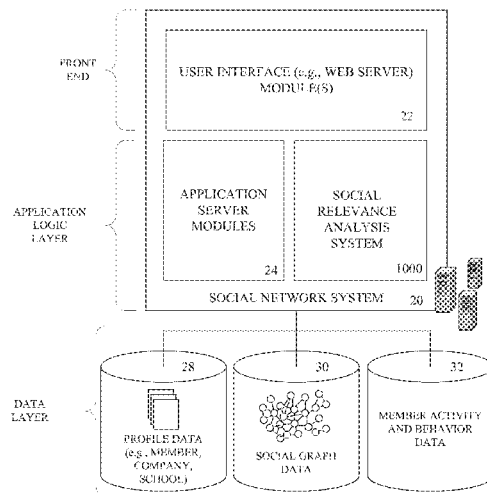 FRONT
END
USER INTERFACE (e.g., WEB SERVER)
MODULE(S)
22
APPLICATION
LOGIC
LAYER
APPLICATION
SERVER
MODULES
24
SOCIAL
RELEVANCE
ANALYSIS
SYSTEM
1000
SOCIAL NETWORK SYSTEM
20
DATA
LAYER
28
PROFILE DATA
(e.g., MEMBER,
COMPANY,
SCHOOL)
30
SOCIAL GRAPH
DATA
32
MEMBER ACTIVITY
AND BEHAVIOR
DATA